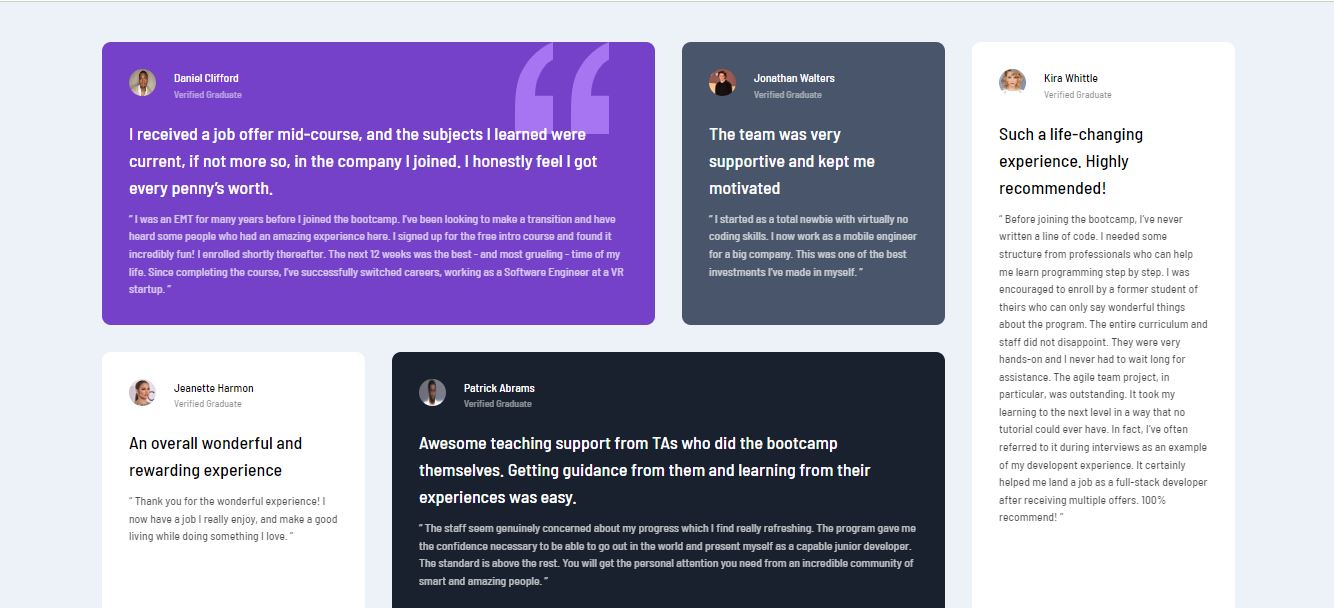 Daniel Clifford
Verified Graduate
I received a job offer mid-course, and the subjects I learned were
current, if not more so, in the company I joined. I honestly feel I got
every penny’s worth.
“ I was an EMT for many years before I joined the bootcamp. I’ve been looking to make a transition and have
heard some people who had an amazing experience here. I signed up for the free intro course and found it
incredibly fun! I enrolled shortly thereafter. The next 12 weeks was the best - and most grueling - time of my
life. Since completing the course, I’ve successfully switched careers, working as a Software Engineer at a VR
startup. ”
Jonathan Walters
Verified Graduate
The team was very
supportive and kept me
motivated
“ I started as a total newbie with virtually no
coding skills. I now work as a mobile engineer
for a big company. This was one of the best
investments I’ve made in myself. ”
Kira Whittle
Verified Graduate
Such a life-changing
experience. Highly
recommended!
“ Before joining the bootcamp, I’ve never
written a line of code. I needed some
structure from professionals who can help
me learn programming step by step. I was
encouraged to enroll by a former student of
theirs who can only say wonderful things
about the program. The entire curriculum and
staff did not disappoint. They were very
hands-on and I never had to wait long for
assistance. The agile team project, in
particular, was outstanding. It took my
learning to the next level in a way that no
tutorial could ever have. In fact, I’ve often
referred to it during interviews as an example
of my developent experience. It certainly
helped me land a job as a full-stack developer
after receiving multiple offers. 100%
recommend! ”
Jeanette Harmon
Verified Graduate
An overall wonderful and
rewarding experience
“ Thank you for the wonderful experience! I
now have a job I really enjoy, and make a good
living while doing something I love. ”
Patrick Abrams
Verified Graduate
Awesome teaching support from TAs who did the bootcamp
themselves. Getting guidance from them and learning from their
experiences was easy.
“ The staff seem genuinely concerned about my progress which I find really refreshing. The program gave me
the confidence necessary to be able to go out in the world and present myself as a capable junior developer.
The standard is above the rest. You will get the personal attention you need from an incredible community of
smart and amazing people. ”